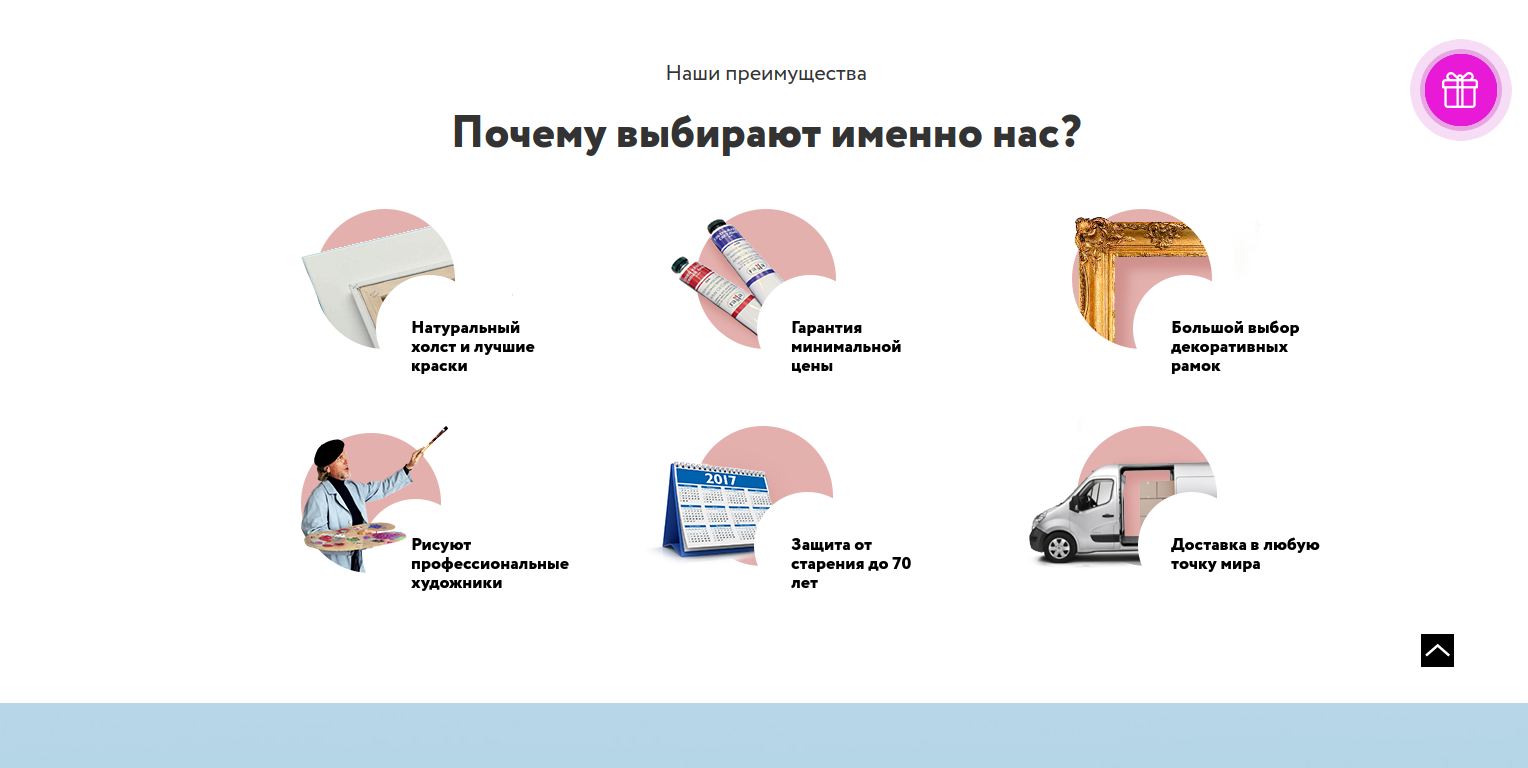 Наши преимущества
Почему выбирают именно нас?
Натуральный
холст и лучшие
краски
Гарантия
минимальной
цены
Большой выбор
декоративных
рамок
2017
Рисуют
профессиональные
художники
Защита от
старения до 70
лет
Доставка в любую
точку мира